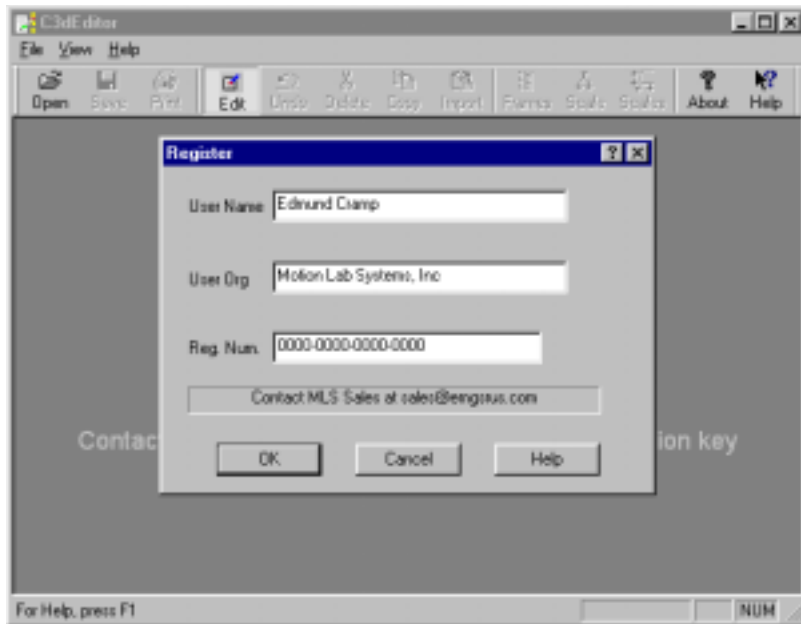 C3dEditor
File View Help
Open Save Print Edit Undo Delete Copy Import Frames Scale Scales About Help
Register
User Name Edmund Cramp
User Org Motion Lab Systems, Inc
Reg. Num. 0000-0000-0000-0000
Contact MLS Sales at sales@emgsrus.com
Contac ion key
OK Cancel Help
For Help, press F1 NUM